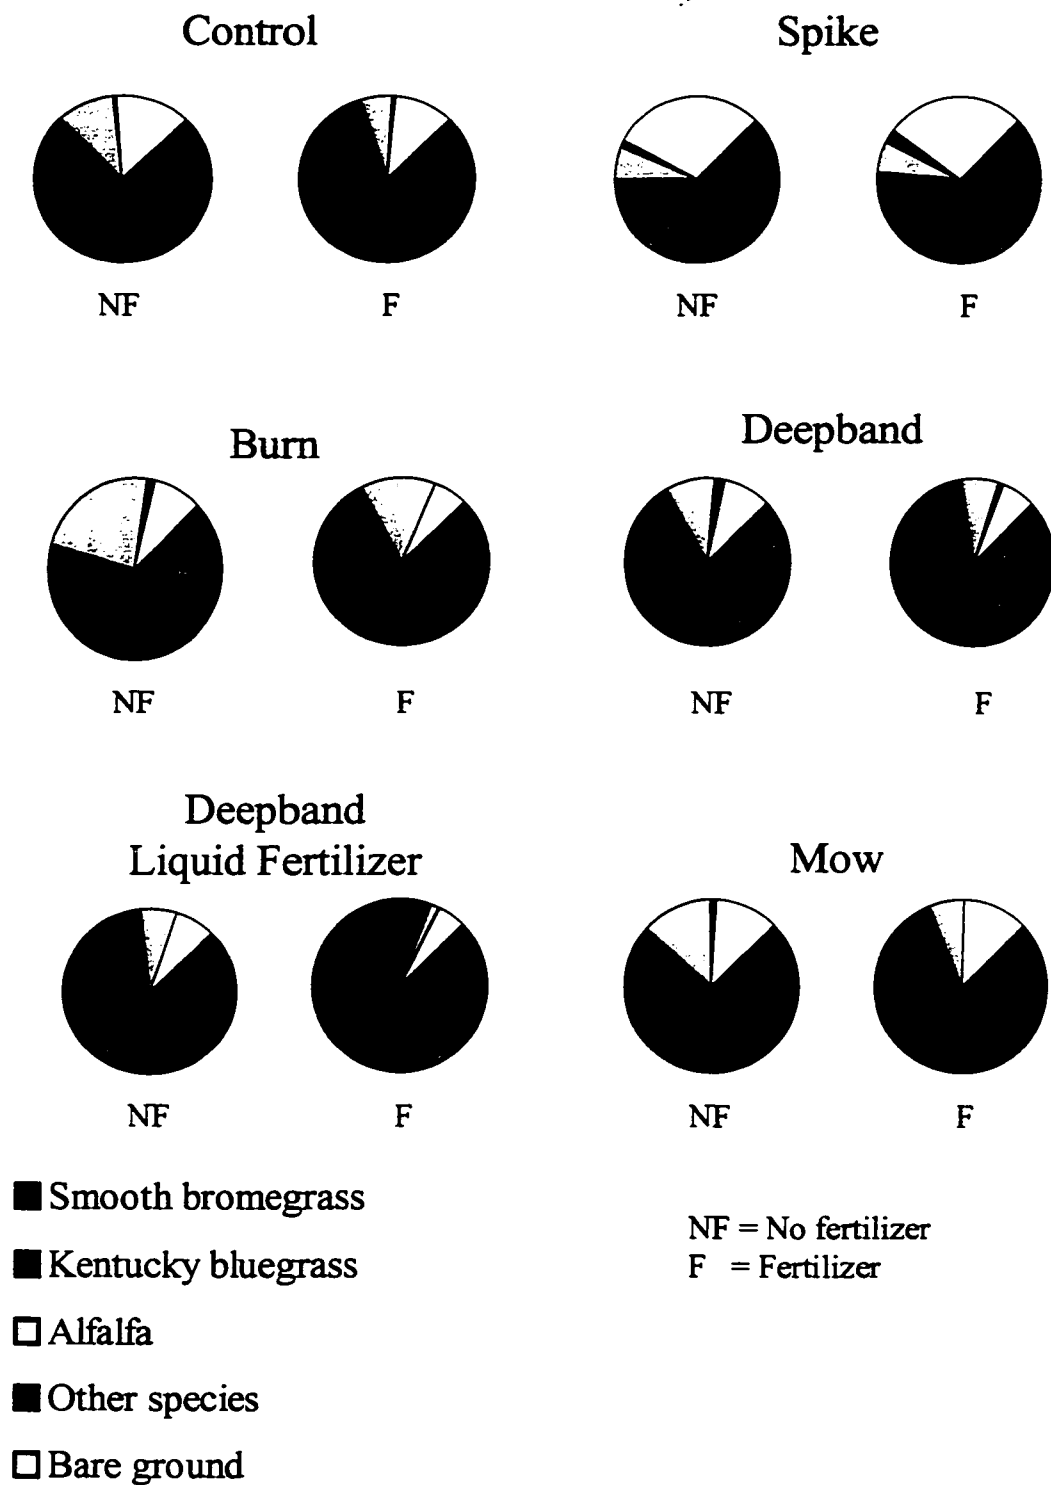 Control
Spike
NF
F
NF
F
Burn
Deepband
NF
F
NF
F
Deepband
Liquid Fertilizer
Mow
NF
F
NF
F
Smooth bromegrass
Kentucky bluegrass
Alfalfa
Other species
Bare ground
NF = No fertilizer
F = Fertilizer